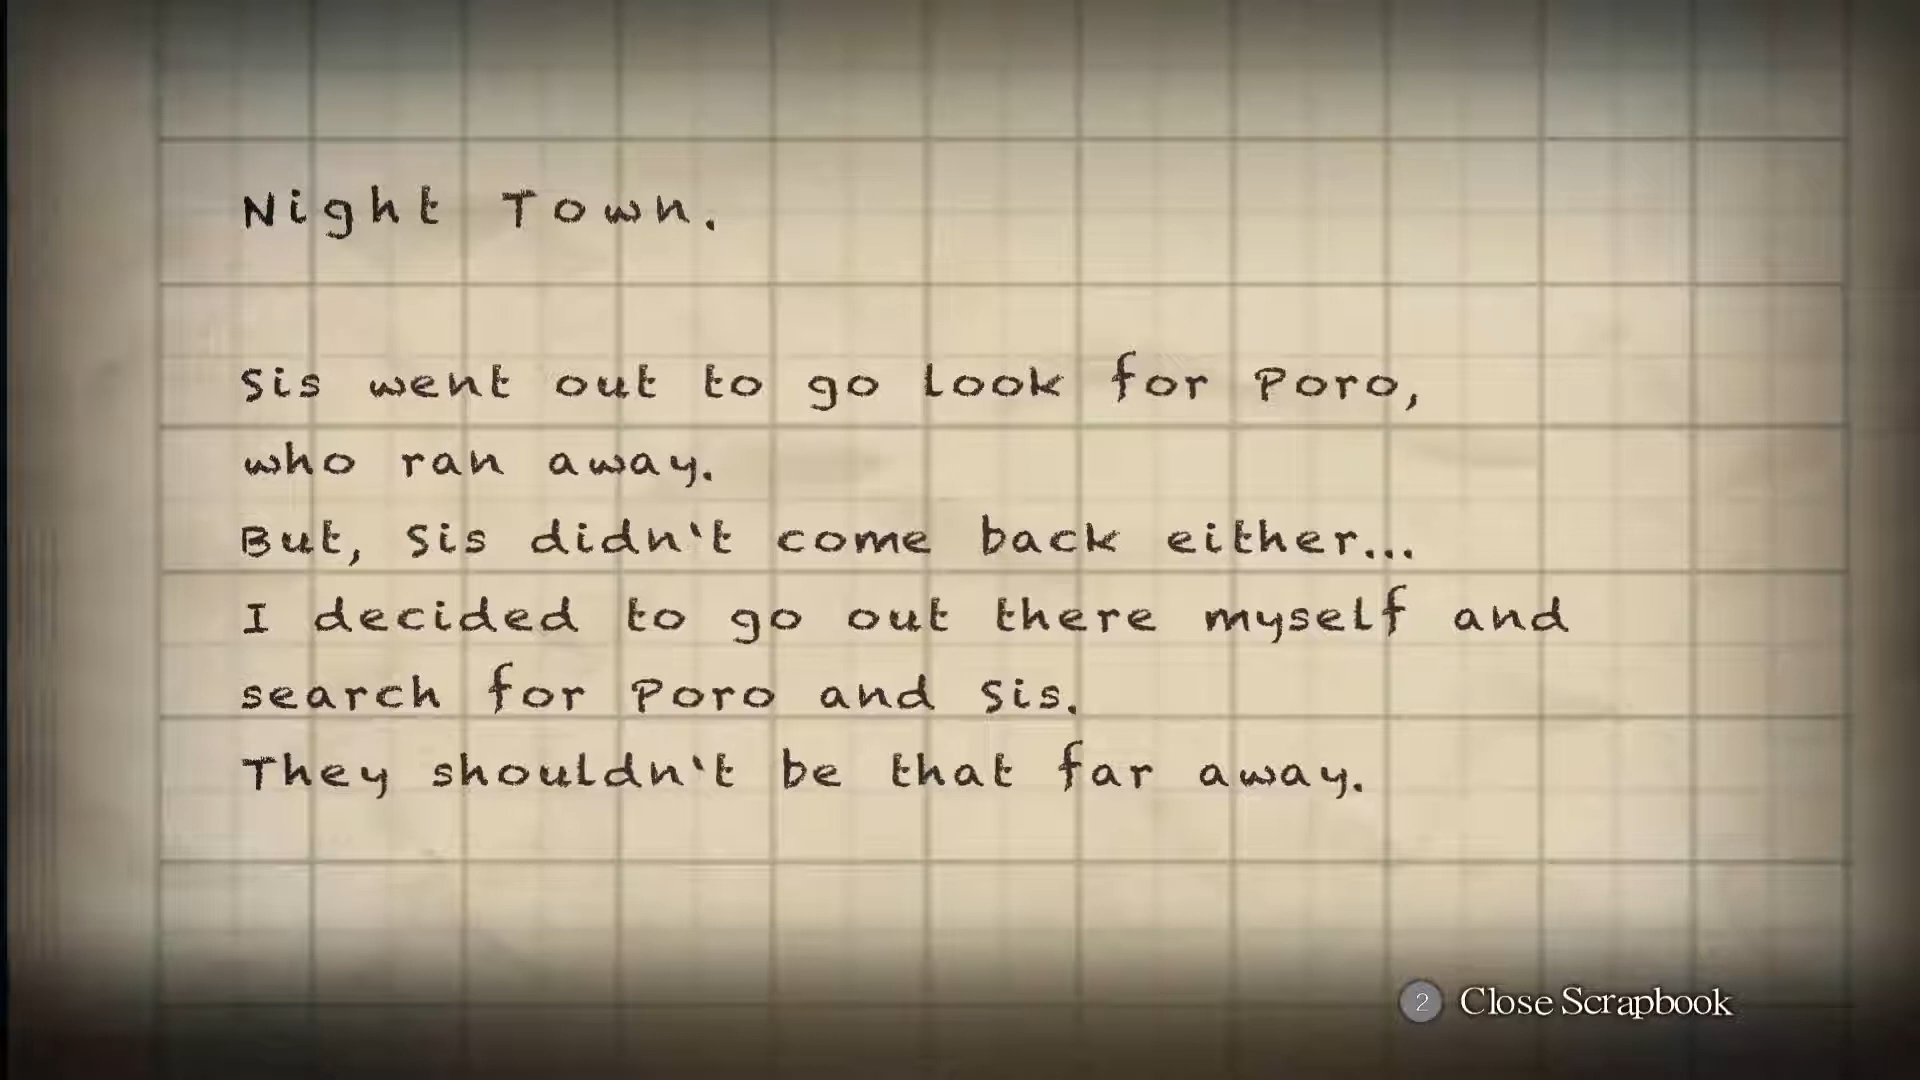 Night Town.
Sis went out to go look for Poro,
who ran away.
But, Sis didn't come back either...
I decided to go out there myself and
search for Poro and Sis.
They shouldn't be that far away.
2 Close Scrapbook